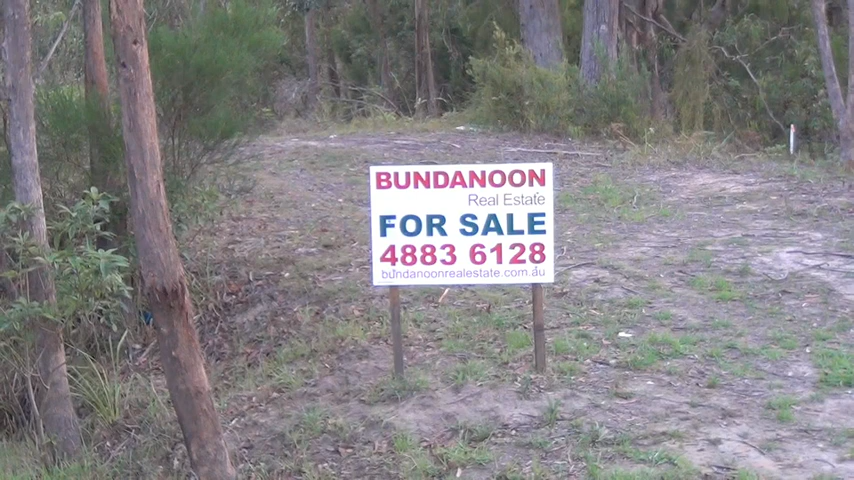 BUNDANOON
Real Estate
FOR SALE
4883 6128
bundanoonrealestate.com.au